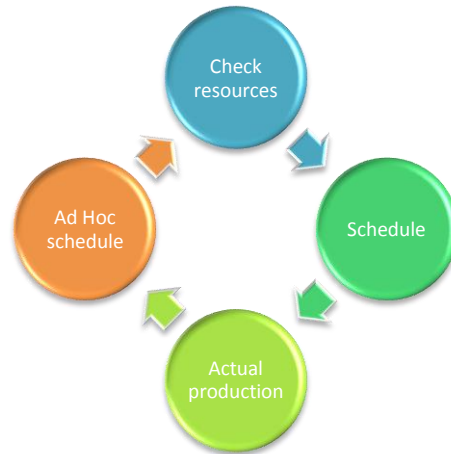 Check
resources
Schedule
Actual
production
Ad Hoc
schedule